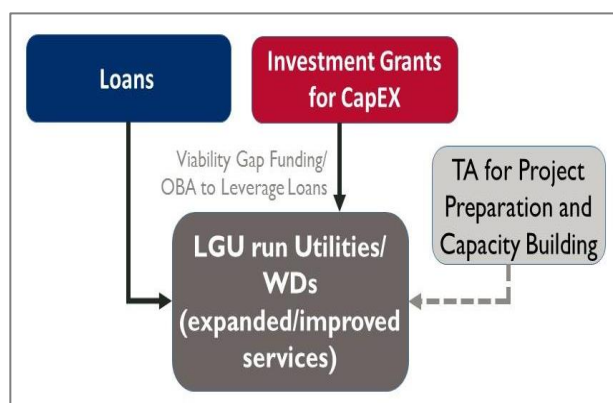 Loans
Investment Grants
for CapEX
Viability Gap Funding/
OBA to Leverage Loans
TA for Project
Preparation and
Capacity Building
LGU run Utilities/
WDs
(expanded/improved
services)